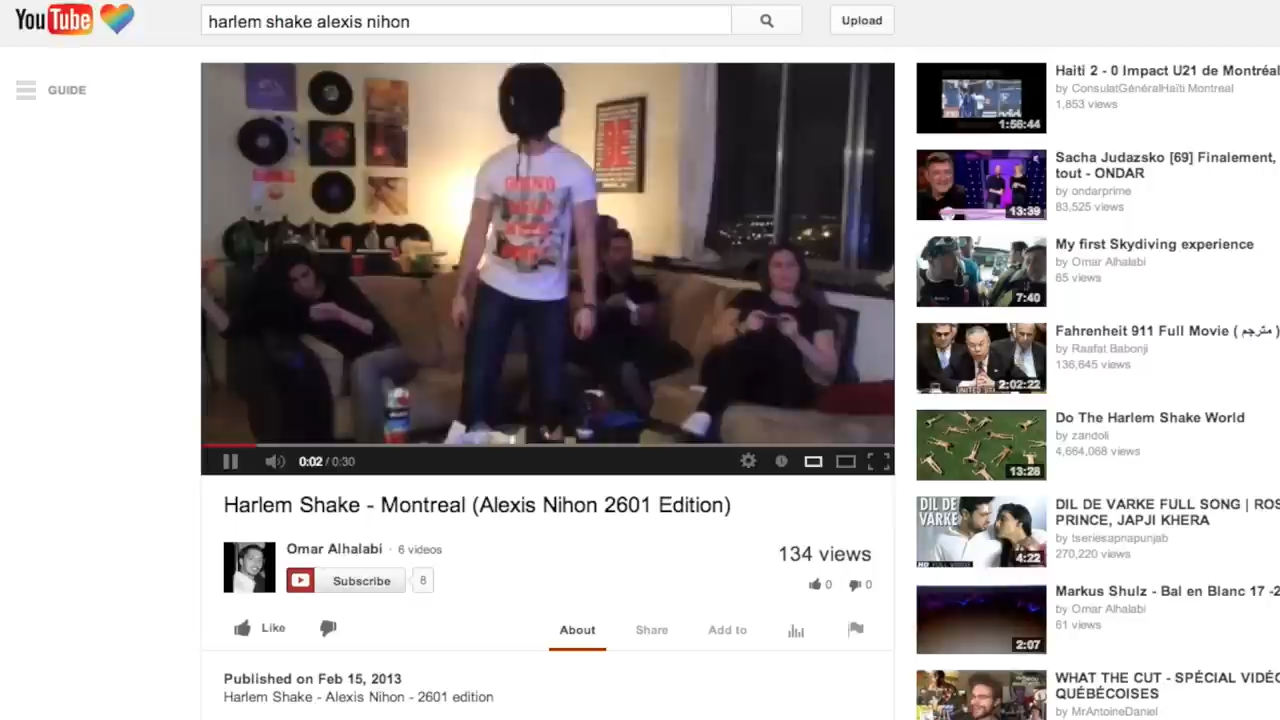 YouTube
harlem shake alexis nihon
Upload
GUIDE
0:02 / 0:30
Harlem Shake - Montreal (Alexis Nihon 2601 Edition)
Omar Alhalabi · 6 videos
Subscribe 8
134 views
0 0
Like
About Share Add to
Published on Feb 15, 2013
Harlem Shake - Alexis Nihon - 2601 edition
1:56:44
Haiti 2 - 0 Impact U21 de Montréal
by ConsulatGénéralHaïti Montreal
1,853 views
13:39
Sacha Judazsko [69] Finalement,
tout - ONDAR
by ondarprime
83,525 views
7:40
My first Skydiving experience
by Omar Alhalabi
65 views
2:02:22
Fahrenheit 911 Full Movie ( مترجم )
by Raafat Babonji
136,645 views
13:28
Do The Harlem Shake World
by zandoli
4,664,068 views
DIL DE
VARKE
4:22
DIL DE VARKE FULL SONG | ROS
PRINCE, JAPJI KHERA
by tseriesapnapunjab
270,220 views
2:07
Markus Shulz - Bal en Blanc 17 -2
by Omar Alhalabi
61 views
WHAT THE CUT - SPÉCIAL VIDÉO
QUÉBÉCOISES
by MrAntoineDaniel